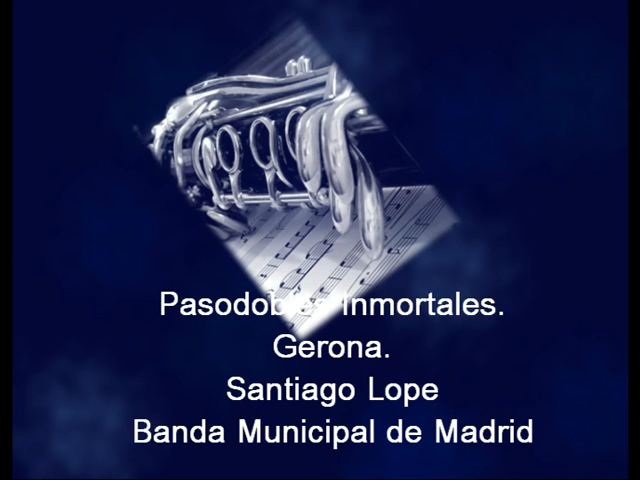 Pasodobles Inmortales.
Gerona.
Santiago Lope
Banda Municipal de Madrid